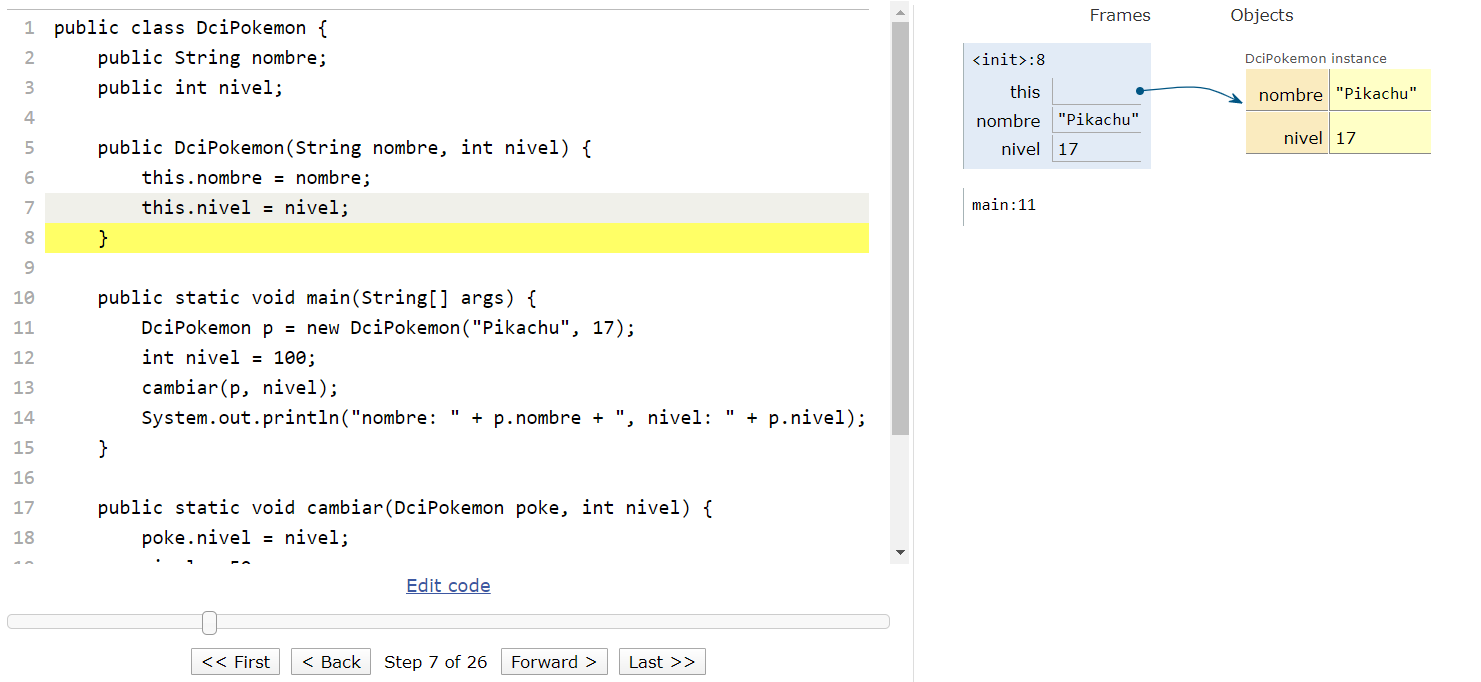 1 public class DciPokemon {
2 public String nombre;
3 public int nivel;
4
5 public DciPokemon(String nombre, int nivel) {
6 this.nombre = nombre;
7 this.nivel = nivel;
8 }
9
10 public static void main(String[] args) {
11 DciPokemon p = new DciPokemon("Pikachu", 17);
12 int nivel = 100;
13 cambiar(p, nivel);
14 System.out.println("nombre: " + p.nombre + ", nivel: " + p.nivel);
15 }
16
17 public static void cambiar(DciPokemon poke, int nivel) {
18 poke.nivel = nivel;
Edit code
<< First < Back Step 7 of 26 Forward > Last >>
Frames Objects
<init>:8
this
nombre "Pikachu"
nivel 17
main:11
DciPokemon instance
nombre "Pikachu"
nivel 17